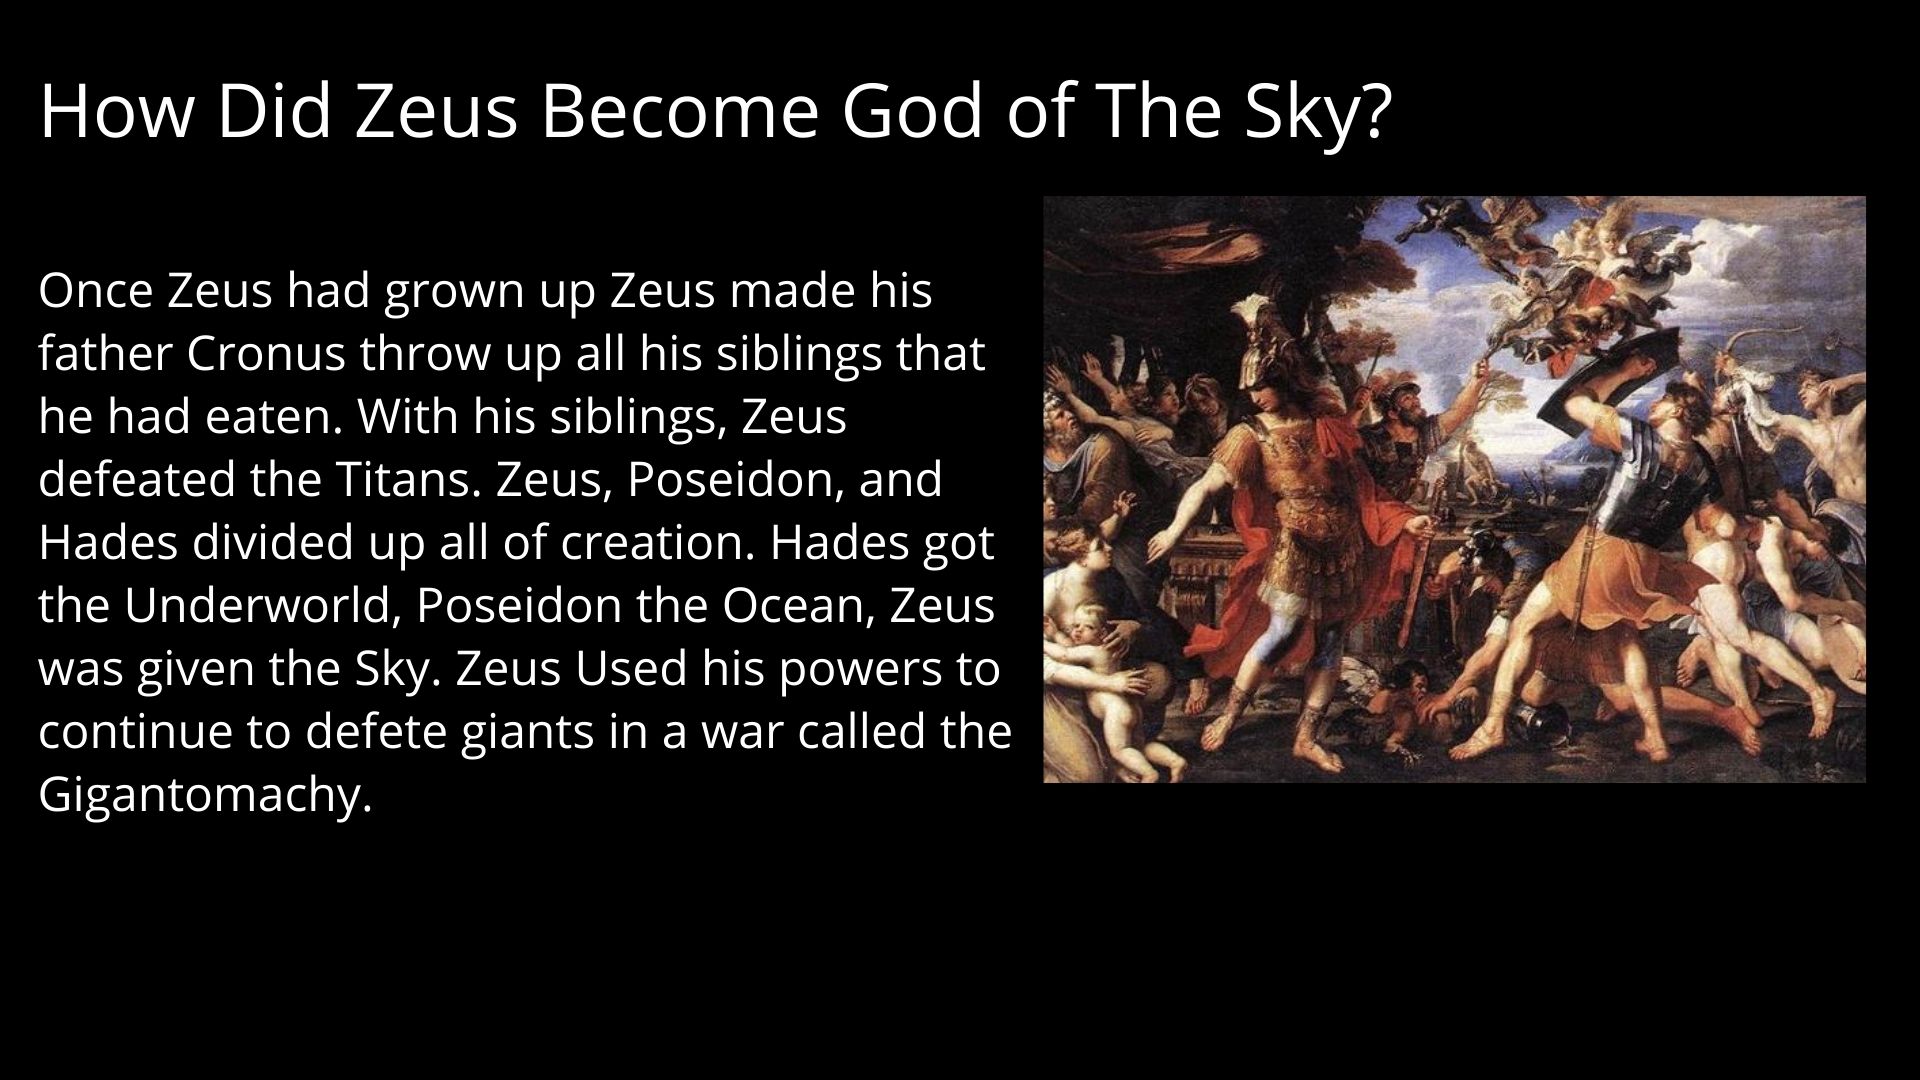 How Did Zeus Become God of The Sky?
Once Zeus had grown up Zeus made his
father Cronus throw up all his siblings that
he had eaten. With his siblings, Zeus
defeated the Titans. Zeus, Poseidon, and
Hades divided up all of creation. Hades got
the Underworld, Poseidon the Ocean, Zeus
was given the Sky. Zeus Used his powers to
continue to defete giants in a war called the
Gigantomachy.